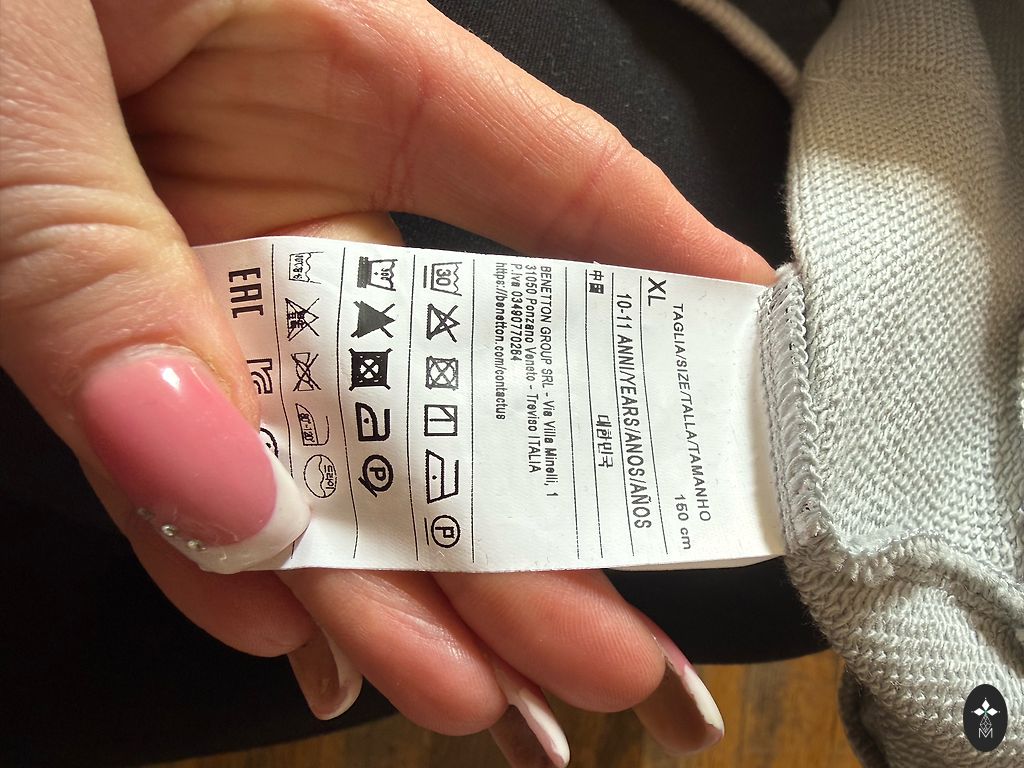 TAGLIA/SIZE/TALLA/TAMANHO
XL 150 cm
10-11 ANNI/YEARS/ANOS/AÑOS
中国 대한민국
BENETTON GROUP SRL - Via Villa Minelli, 1
31050 Ponzano Veneto - Treviso ITALIA
P.Iva 03490770264
https://benetton.com/contactus
30
P
30
P
EAC
M